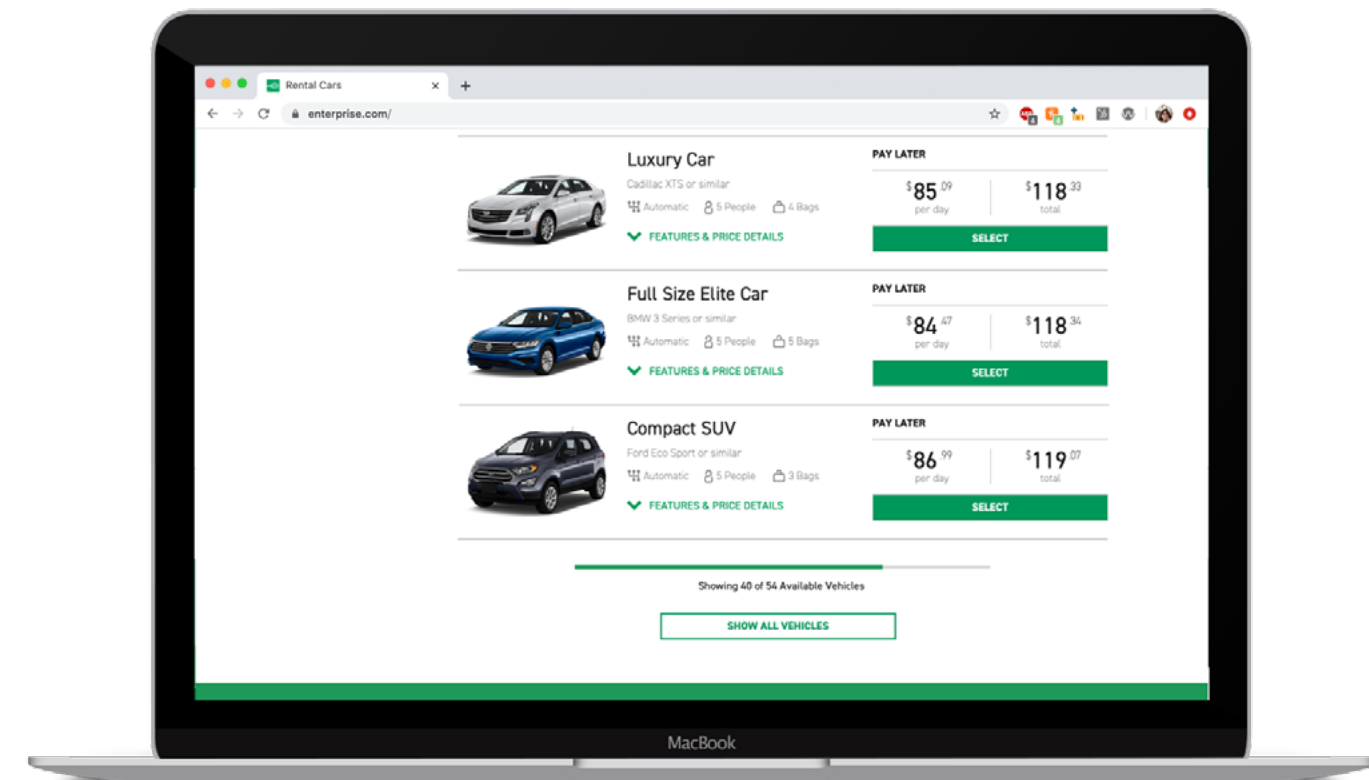 Rental Cars
enterprise.com/
Luxury Car
Cadillac XTS or similar
Automatic 5 People 4 Bags
FEATURES & PRICE DETAILS
PAY LATER
$85.09 $118.33
per day total
SELECT
Full Size Elite Car
BMW 3 Series or similar
Automatic 5 People 5 Bags
FEATURES & PRICE DETAILS
PAY LATER
$84.47 $118.34
per day total
SELECT
Compact SUV
Ford Eco Sport or similar
Automatic 5 People 3 Bags
FEATURES & PRICE DETAILS
PAY LATER
$86.99 $119.07
per day total
SELECT
Showing 40 of 54 Available Vehicles
SHOW ALL VEHICLES
MacBook